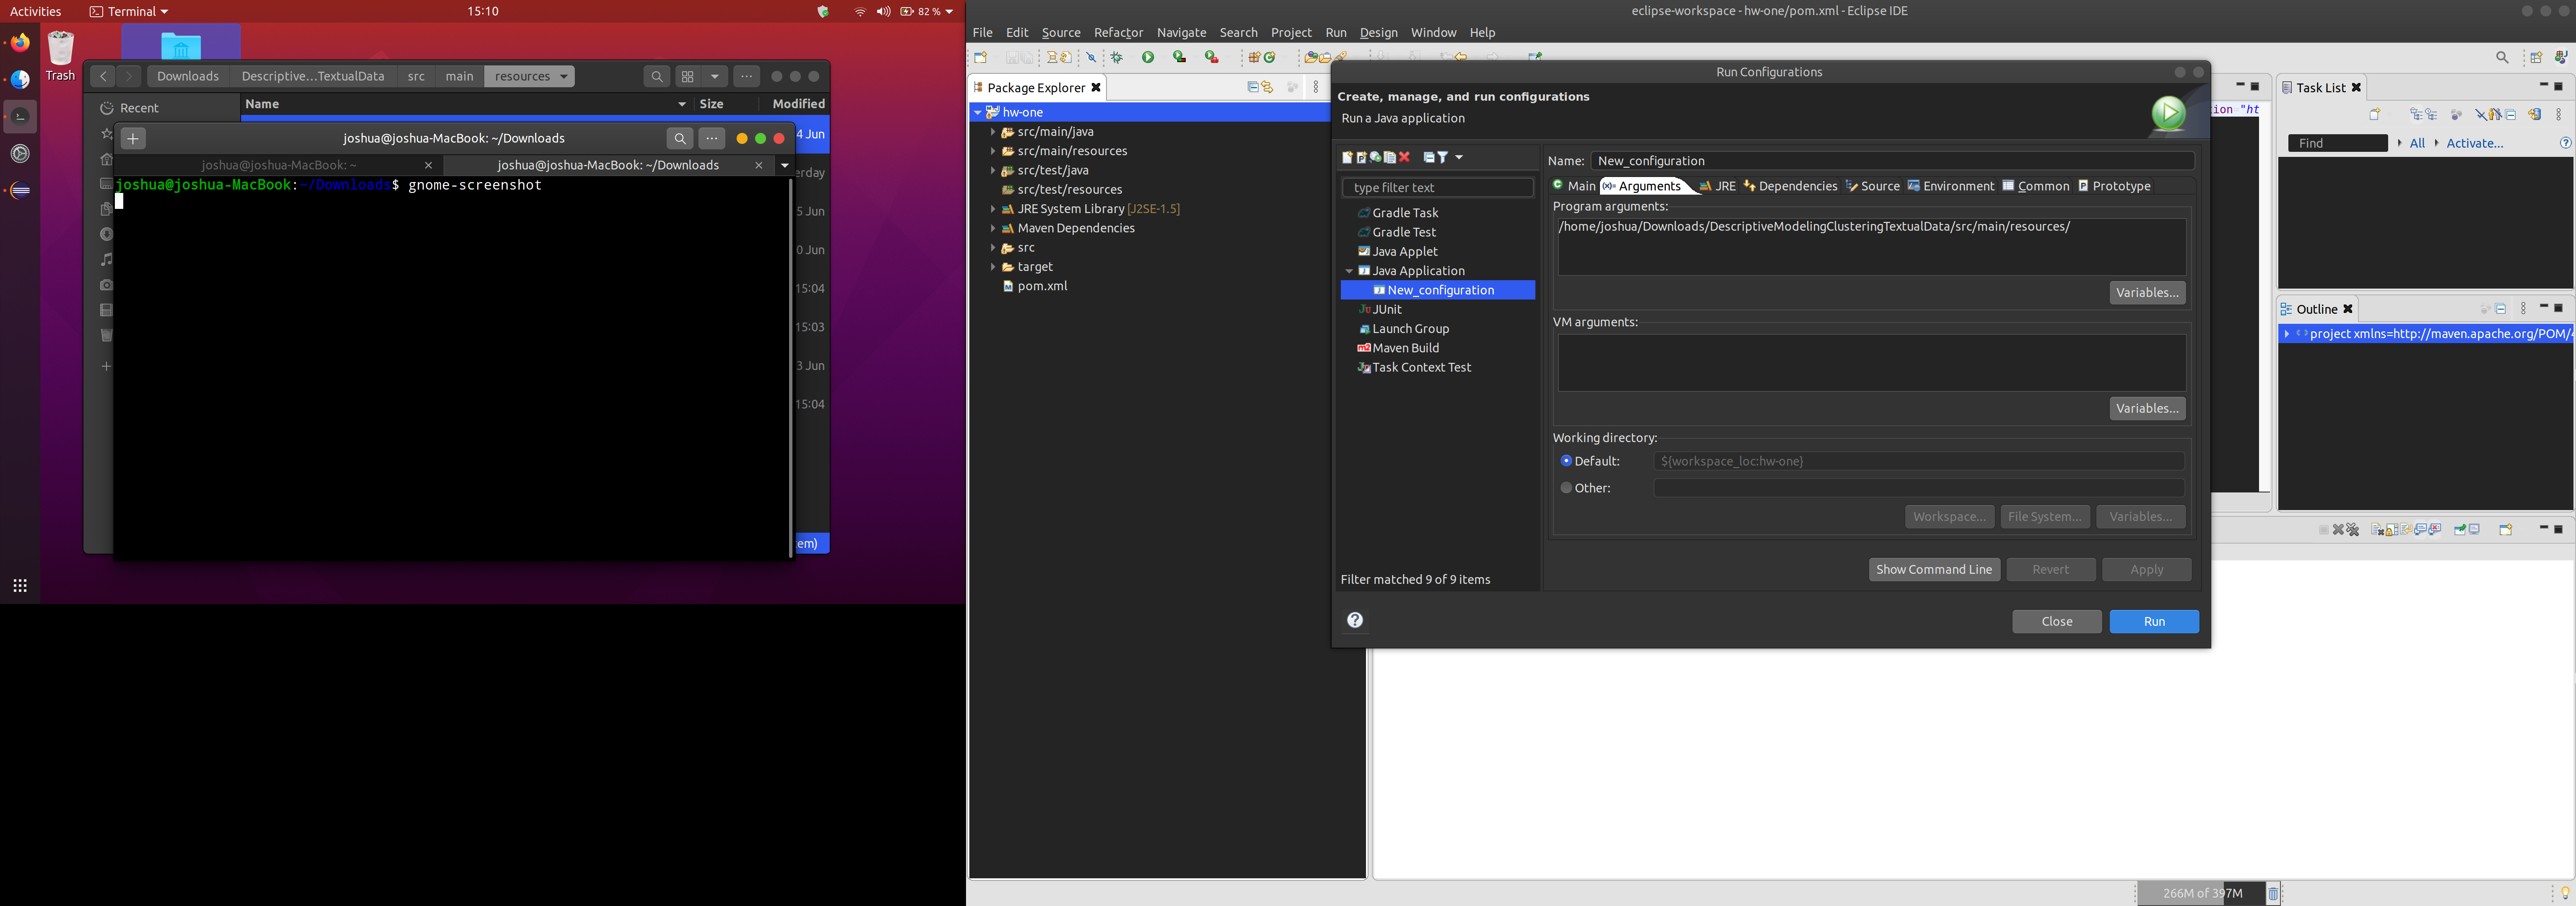 Activities
Terminal
15:10
82 %
Trash
Downloads
Descriptive...TextualData
src
main
resources
Recent
Name
Size
Modified
4 Jun
erday
5 Jun
0 Jun
15:04
15:03
3 Jun
15:04
em)
joshua@joshua-MacBook: ~/Downloads
joshua@joshua-MacBook: ~
joshua@joshua-MacBook: ~/Downloads
joshua@joshua-MacBook:~/Downloads$ gnome-screenshot
eclipse-workspace - hw-one/pom.xml - Eclipse IDE
File Edit Source Refactor Navigate Search Project Run Design Window Help
Package Explorer
hw-one
src/main/java
src/main/resources
src/test/java
src/test/resources
JRE System Library [J2SE-1.5]
Maven Dependencies
src
target
pom.xml
Run Configurations
Create, manage, and run configurations
Run a Java application
type filter text
Gradle Task
Gradle Test
Java Applet
Java Application
New_configuration
JUnit
Launch Group
Maven Build
Task Context Test
Filter matched 9 of 9 items
Name: New_configuration
Main Arguments JRE Dependencies Source Environment Common Prototype
Program arguments:
/home/joshua/Downloads/DescriptiveModelingClusteringTextualData/src/main/resources/
Variables...
VM arguments:
Variables...
Working directory:
Default: ${workspace_loc:hw-one}
Other:
Workspace... File System... Variables...
Show Command Line Revert Apply
Close Run
ion="ht
Task List
Find All Activate...
Outline
project xmlns=http://maven.apache.org/POM/
266M of 397M